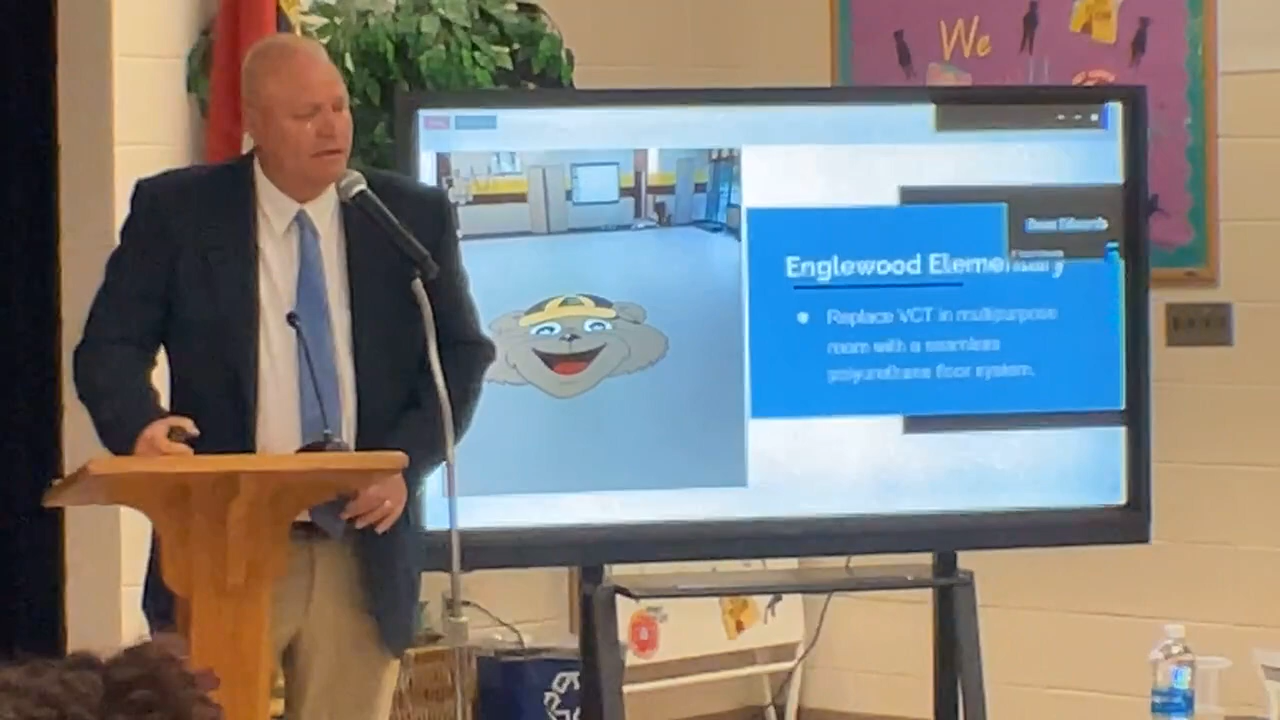 We
Englewood Elementary
Replace VCT in multipurpose
room with a seamless
polyurethane floor system.